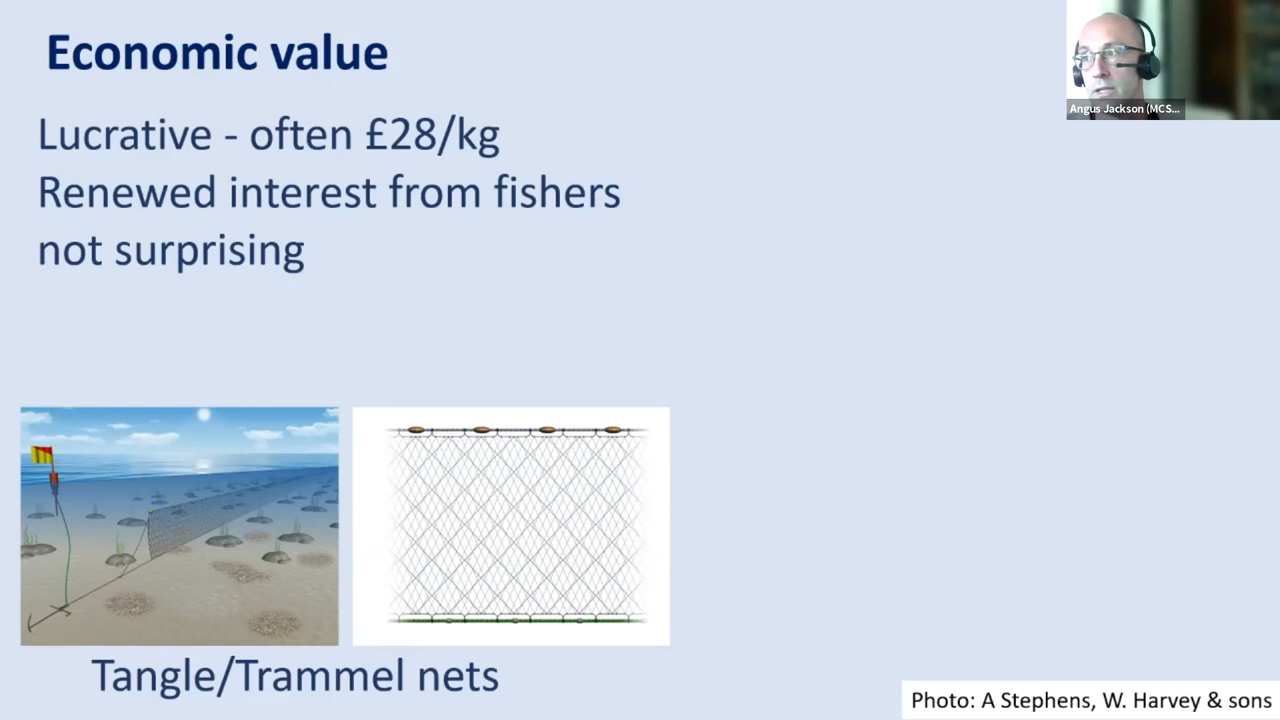 Economic value
Angus Jackson (MCS...
Lucrative - often £28/kg
Renewed interest from fishers
not surprising
Tangle/Trammel nets
Photo: A Stephens, W. Harvey & sons